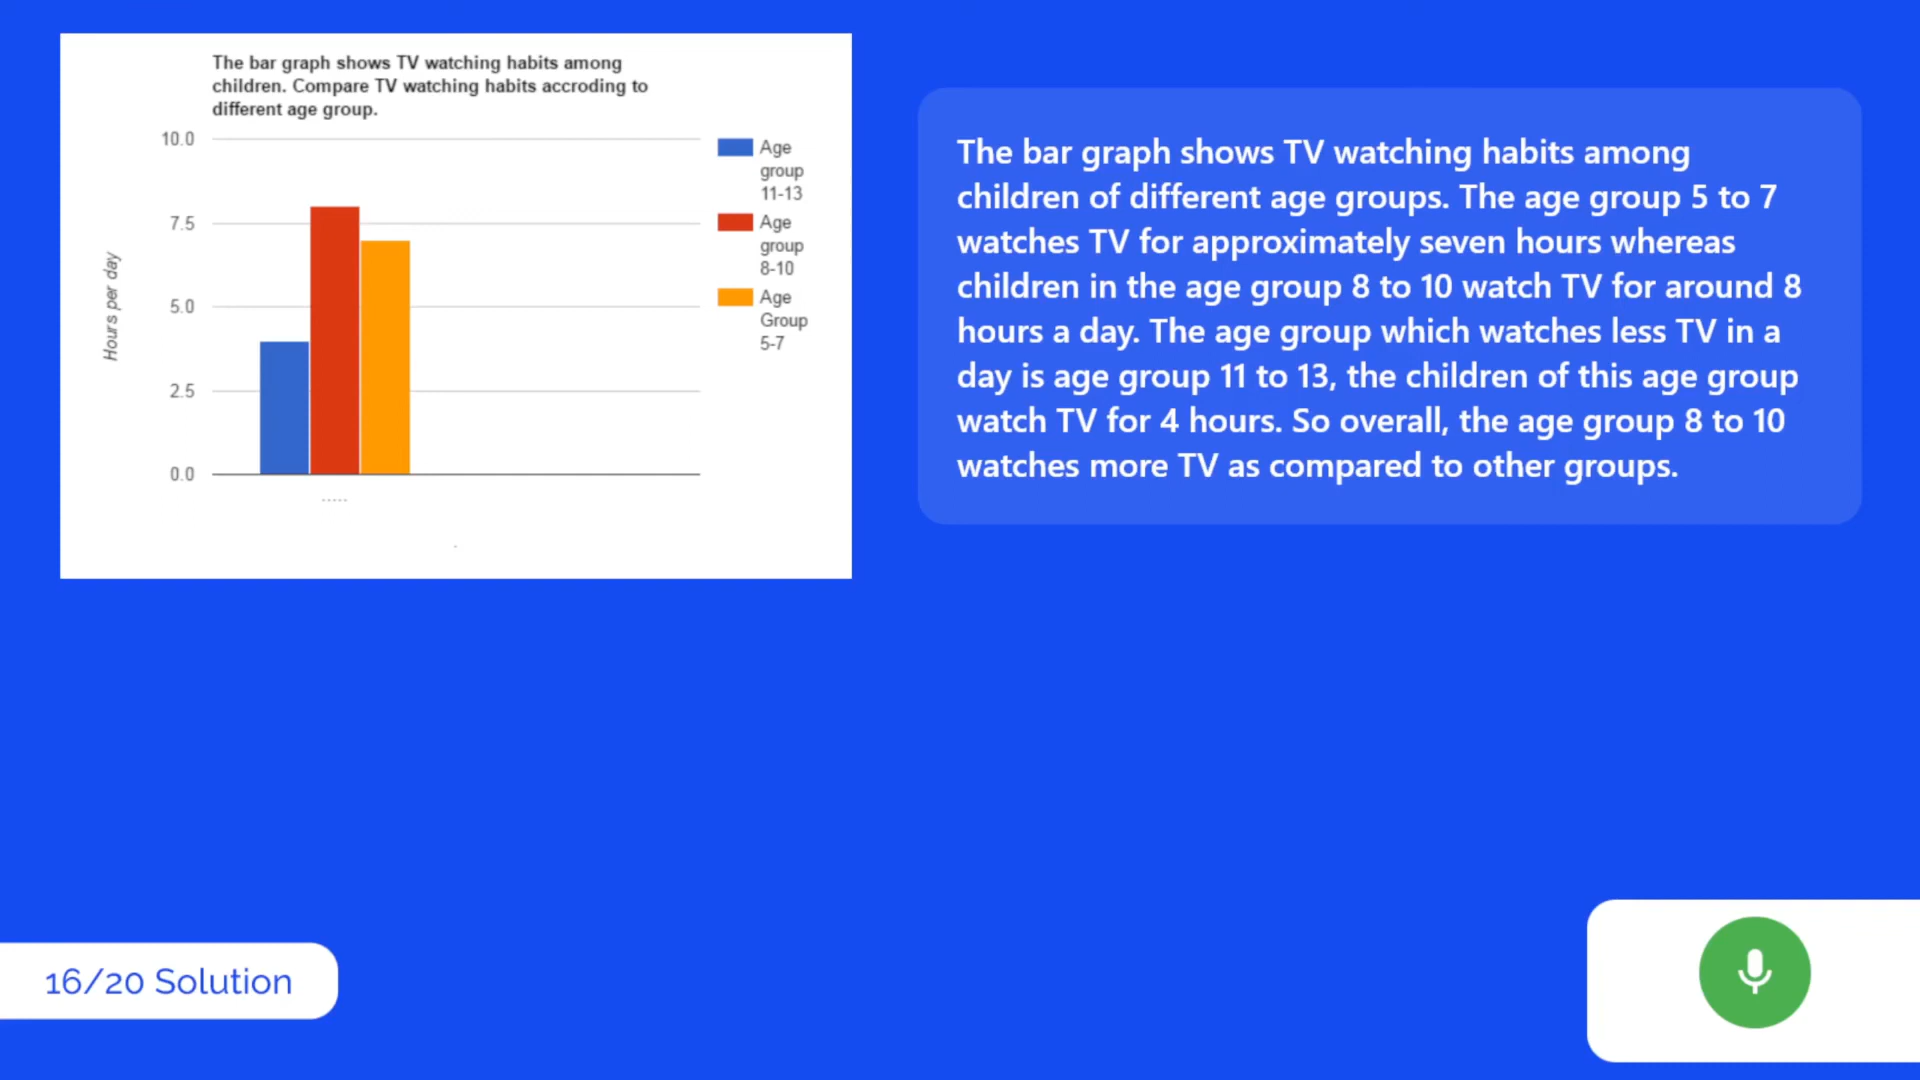 The bar graph shows TV watching habits among
children. Compare TV watching habits accroding to
different age group.
10.0
7.5
5.0
2.5
0.0
Hours per day
Age
group
11-13
Age
group
8-10
Age
Group
5-7
-----
.
The bar graph shows TV watching habits among
children of different age groups. The age group 5 to 7
watches TV for approximately seven hours whereas
children in the age group 8 to 10 watch TV for around 8
hours a day. The age group which watches less TV in a
day is age group 11 to 13, the children of this age group
watch TV for 4 hours. So overall, the age group 8 to 10
watches more TV as compared to other groups.
16/20 Solution